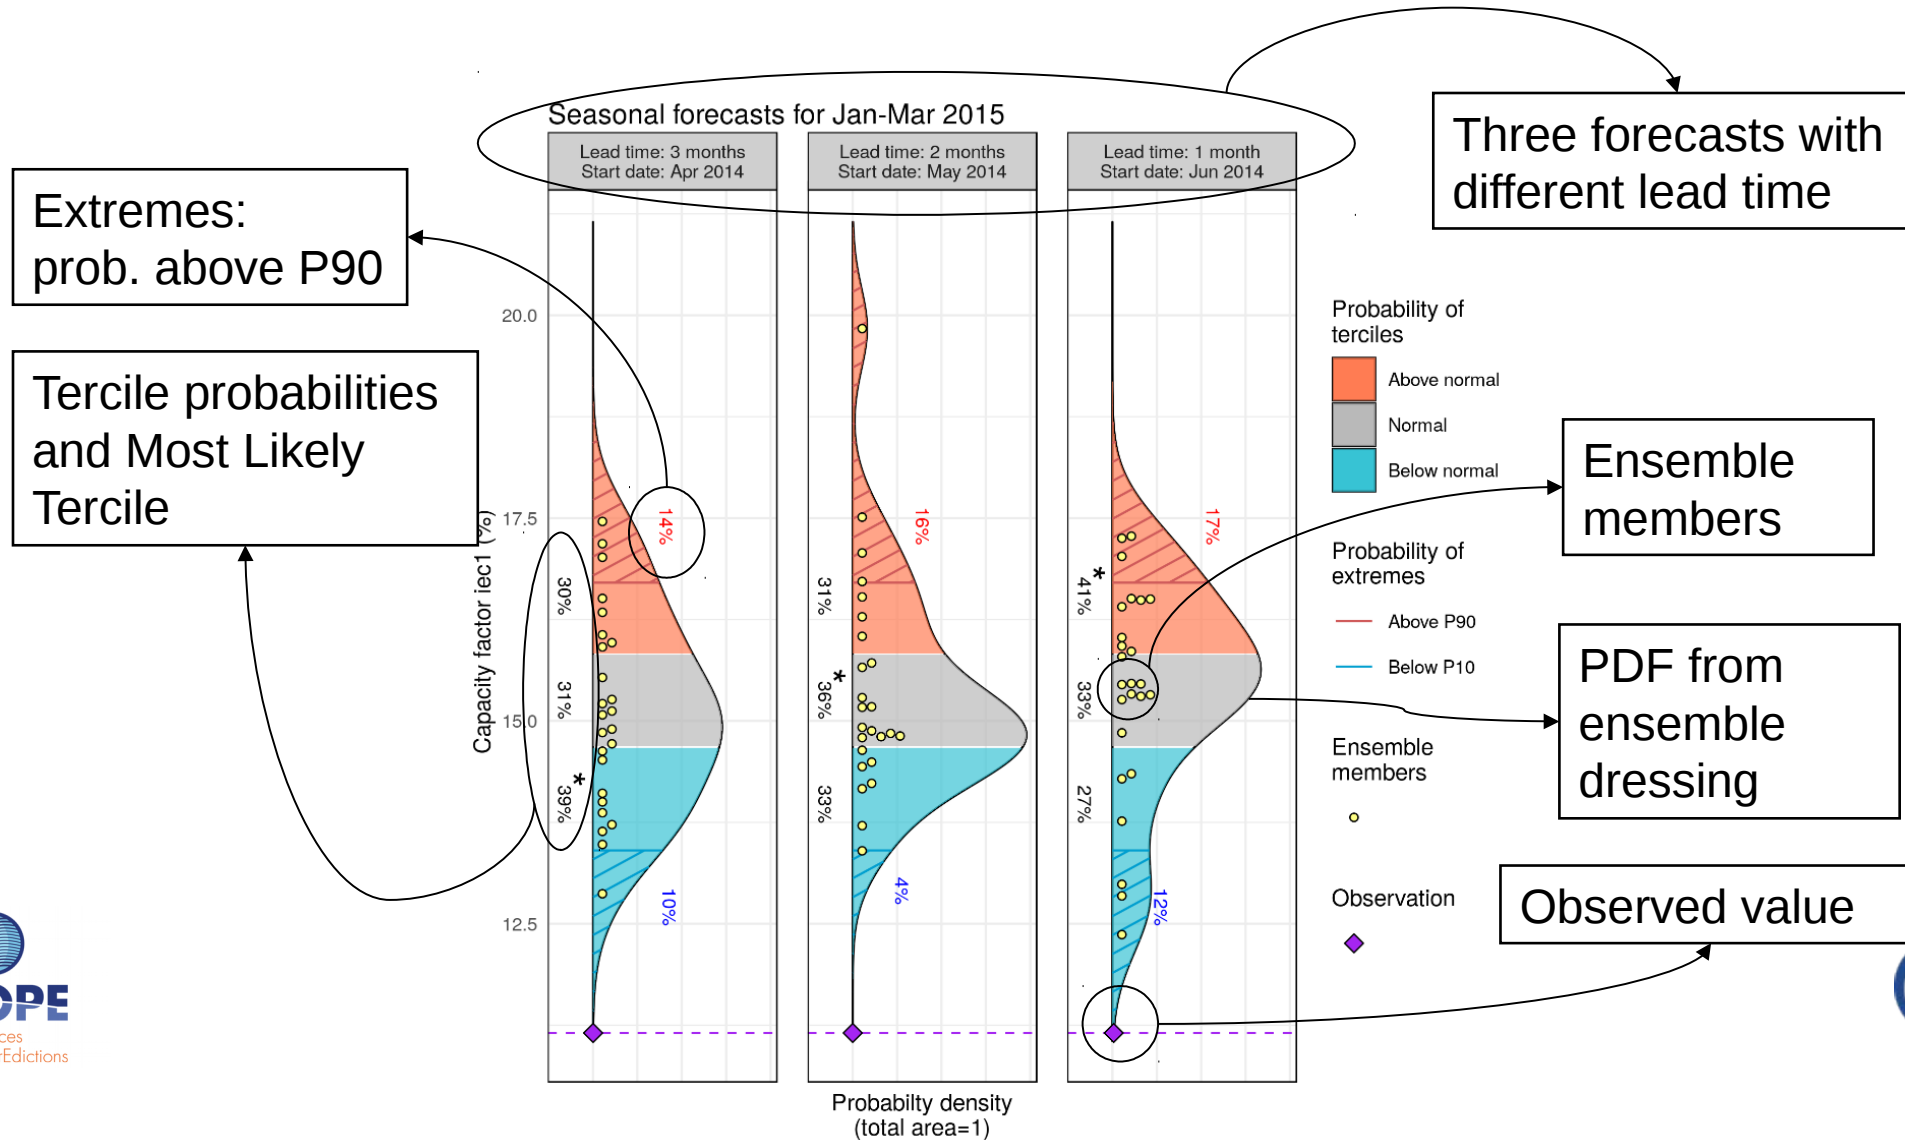 Seasonal forecasts for Jan-Mar 2015
Lead time: 3 months
Start date: Apr 2014
Lead time: 2 months
Start date: May 2014
Lead time: 1 month
Start date: Jun 2014
Three forecasts with
different lead time
Extremes:
prob. above P90
Tercile probabilities
and Most Likely
Tercile
Capacity factor iec1 (%)
20.0
17.5
15.0
12.5
14%
30%
31%
*
39%
10%
16%
31%
*
36%
33%
4%
17%
*
41%
33%
27%
12%
Probability of
terciles
Above normal
Normal
Below normal
Probability of
extremes
Above P90
Below P10
Ensemble
members
Observation
Ensemble
members
PDF from
ensemble
dressing
Observed value
Probabilty density
(total area=1)
OPE
ces
rEdictions